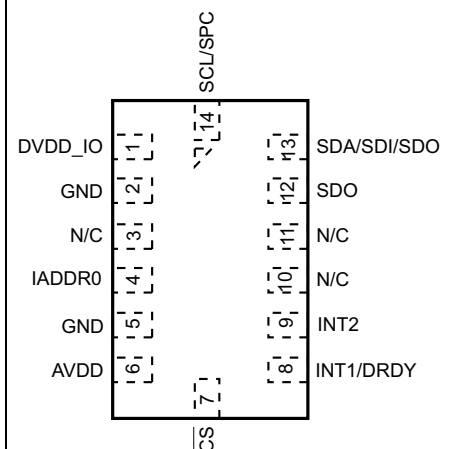 SCL/SPC
14
DVDD_IO 1 13 SDA/SDI/SDO
GND 2 12 SDO
N/C 3 11 N/C
IADDR0 4 10 N/C
GND 5 9 INT2
AVDD 6 8 INT1/DRDY
7
CS